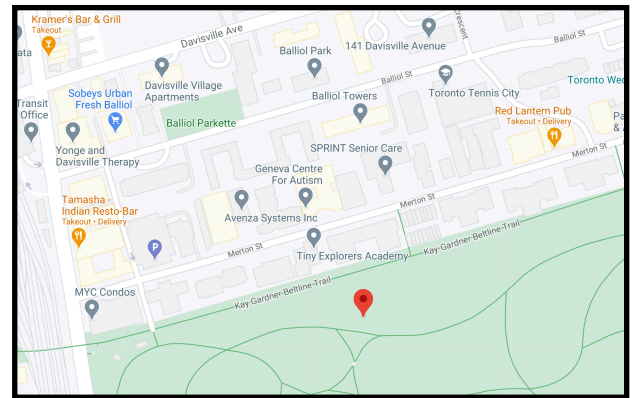 Kramer's Bar & Grill
Takeout
Davisville Ave
Balliol Park
141 Davisville Avenue
Crescent
Balliol St
ata
Davisville Village
Apartments
Balliol St
Toronto Tennis City
Toronto Wed
Transit
Office
Sobeys Urban
Fresh Balliol
Balliol Parkette
Balliol Towers
Red Lantern Pub
Takeout • Delivery
Pa
& A
Yonge and
Davisville Therapy
SPRINT Senior Care
Merton St
Geneva Centre
For Autism
Tamasha -
Indian Resto-Bar
Takeout • Delivery
Avenza Systems Inc
Merton St
P
Merton St
Tiny Explorers Academy
Kay-Gardner-Beltline-Trail
MYC Condos
Kay-Gardner-Beltline-Trail